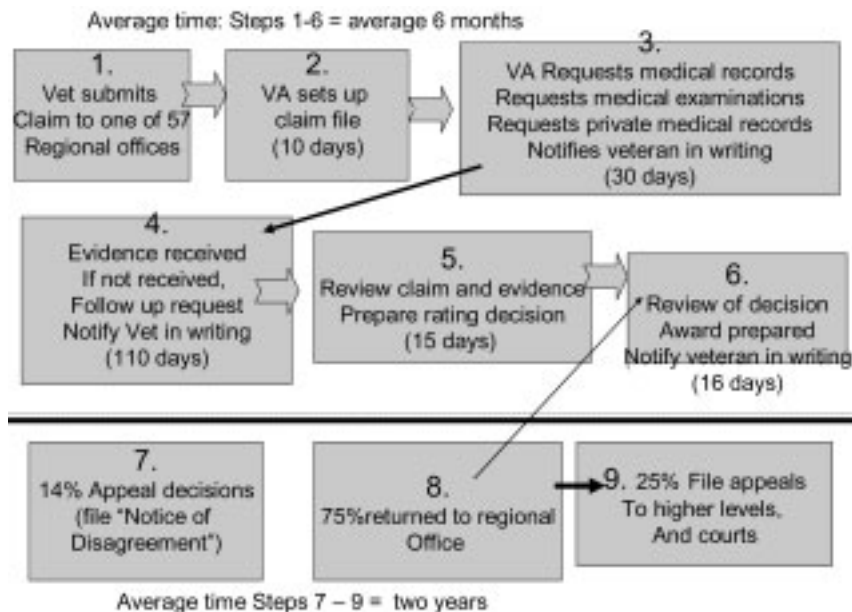 Average time: Steps 1-6 = average 6 months
1.
Vet submits
Claim to one of 57
Regional offices
2.
VA sets up
claim file
(10 days)
3.
VA Requests medical records
Requests medical examinations
Requests private medical records
Notifies veteran in writing
(30 days)
4.
Evidence received
If not received,
Follow up request
Notify Vet in writing
(110 days)
5.
Review claim and evidence
Prepare rating decision
(15 days)
6.
Review of decision
Award prepared
Notify veteran in writing
(16 days)
7.
14% Appeal decisions
(file “Notice of
Disagreement”)
8.
75%returned to regional
Office
9. 25% File appeals
To higher levels,
And courts
Average time Steps 7 – 9 = two years